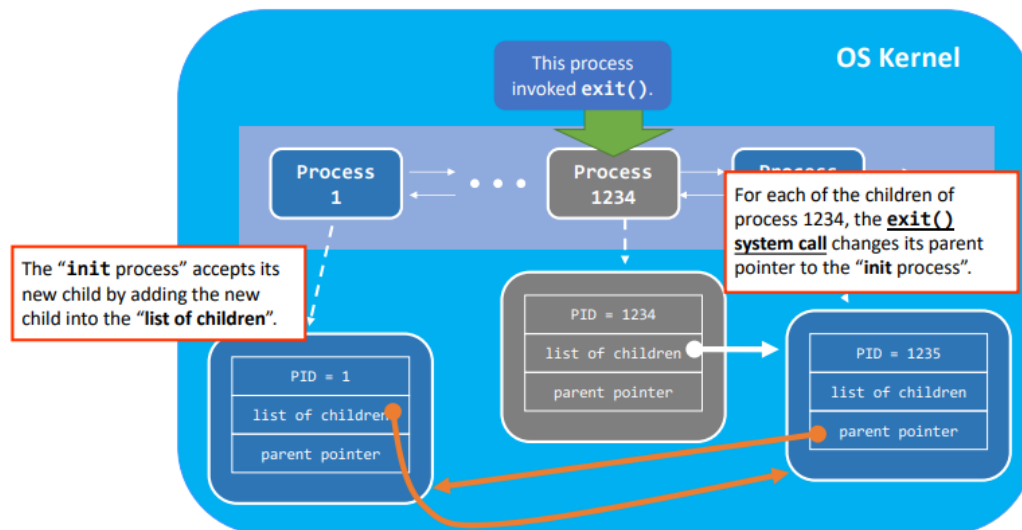 OS Kernel
This process
invoked exit().
Process
1
Process
1234
Process
For each of the children of
process 1234, the exit()
system call changes its parent
pointer to the “init process”.
The “init process” accepts its
new child by adding the new
child into the “list of children”.
PID = 1234
list of children
parent pointer
PID = 1
list of children
parent pointer
PID = 1235
list of children
parent pointer